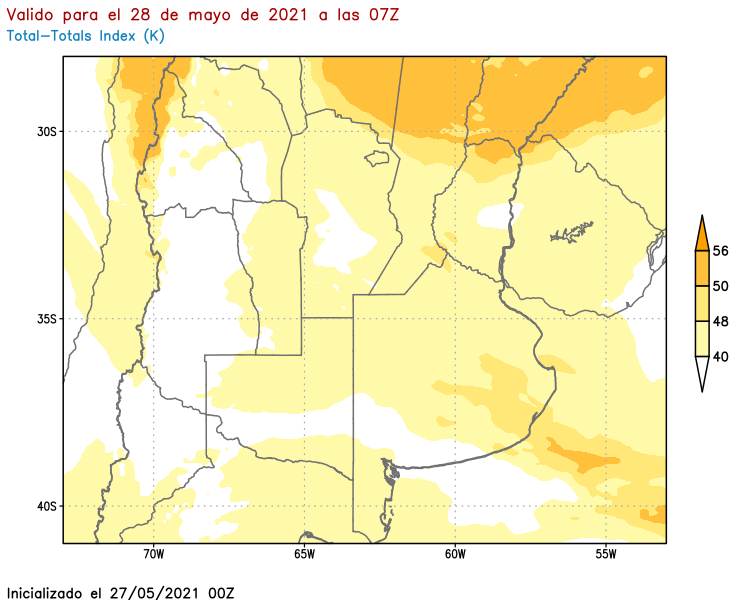 Valido para el 28 de mayo de 2021 a las 07Z
Total-Totals Index (K)
30S
35S
40S
70W
65W
60W
55W
56
50
48
40
Inicializado el 27/05/2021 00Z